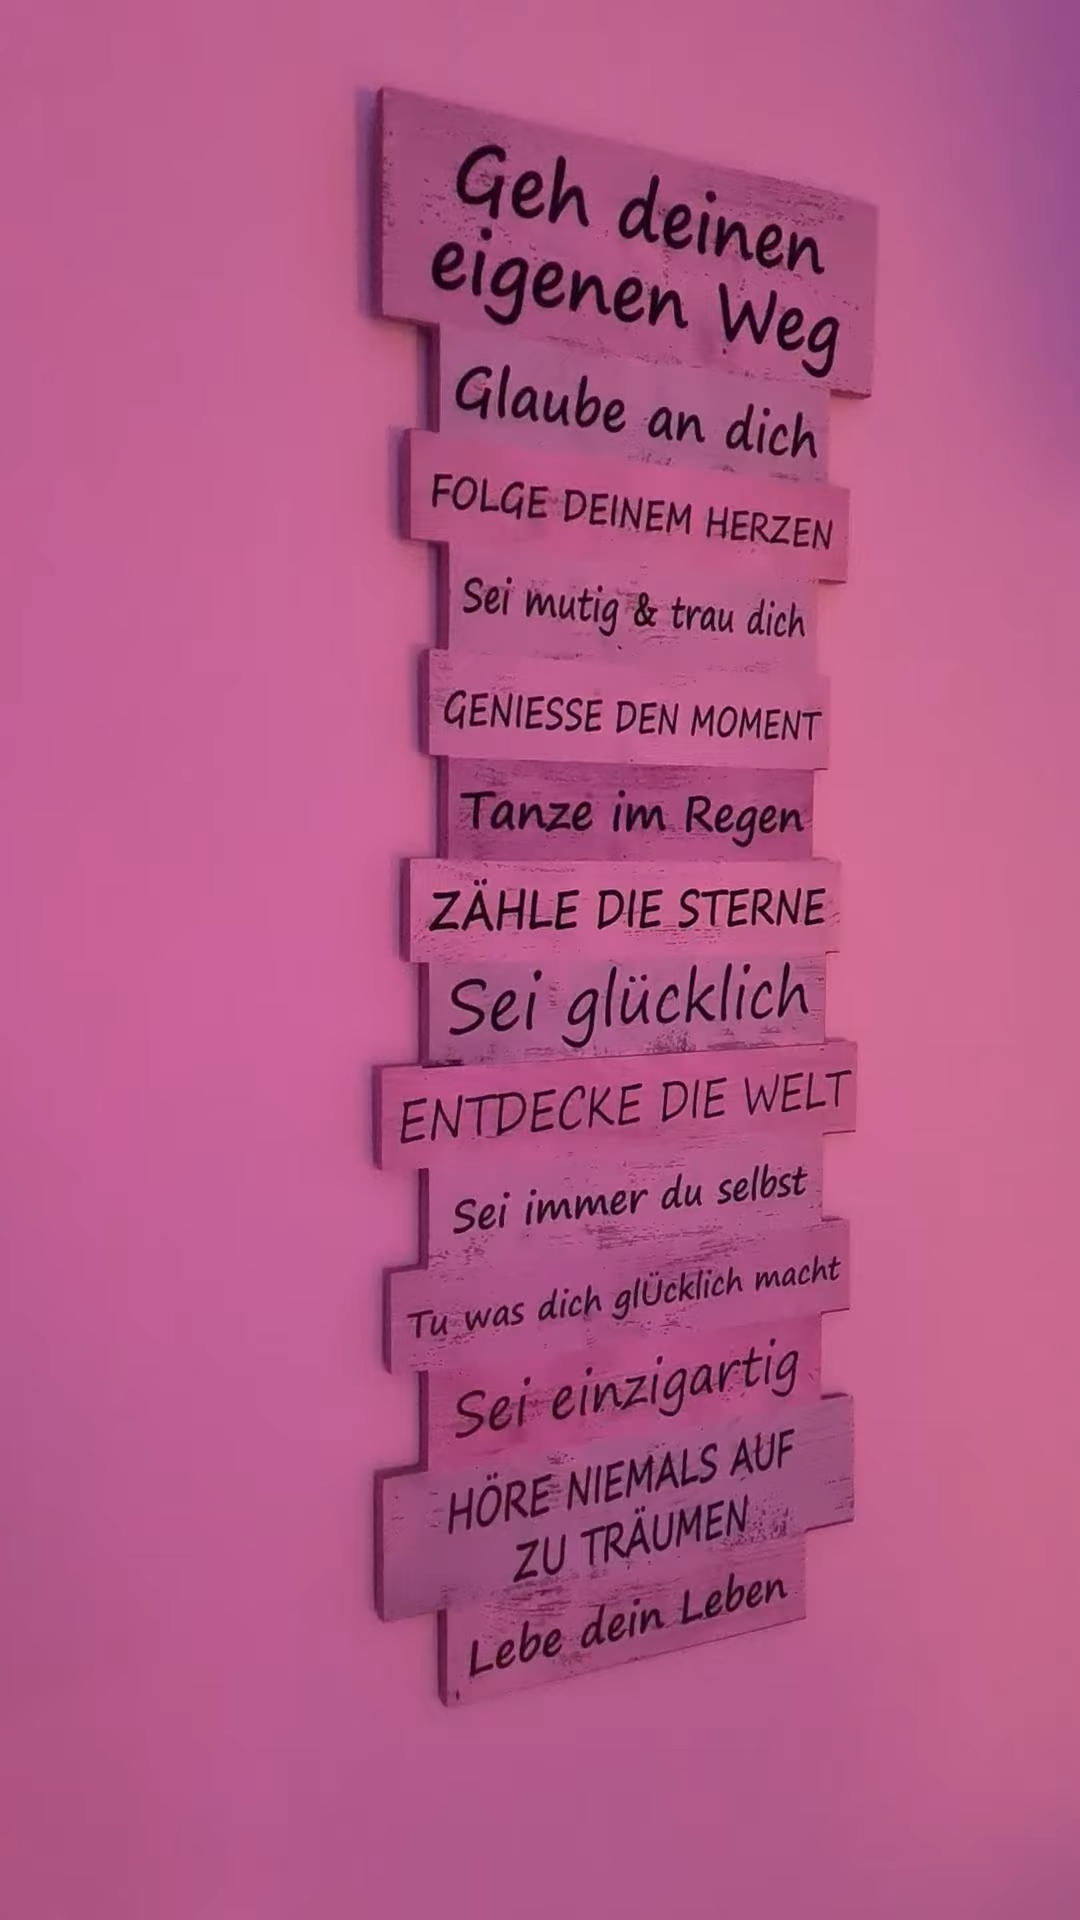 Geh deinen
eigenen Weg
Glaube an dich
FOLGE DEINEM HERZEN
Sei mutig & trau dich
GENIESSE DEN MOMENT
Tanze im Regen
ZÄHLE DIE STERNE
Sei glücklich
ENTDECKE DIE WELT
Sei immer du selbst
Tu was dich glÜcklich macht
Sei einzigartig
HÖRE NIEMALS AUF
ZU TRÄUMEN
Lebe dein Leben